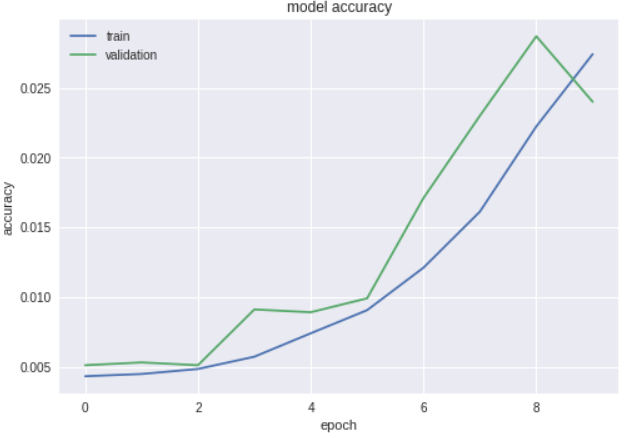 model accuracy
train
validation
0.025
0.020
0.015
0.010
0.005
accuracy
0 2 4 6 8
epoch